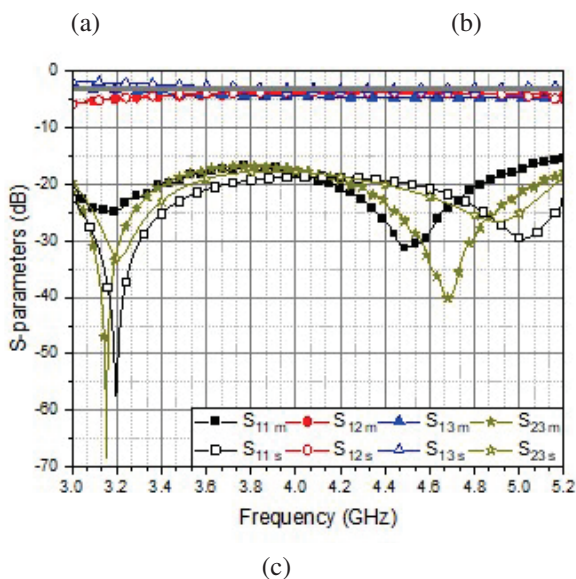 (a) (b)
0
-10
-20
-30
-40
-50
-60
-70
S-parameters (dB)
S11 m S12 m S13 m S23 m
S11 s S12 s S13 s S23 s
3.0 3.2 3.4 3.6 3.8 4.0 4.2 4.4 4.6 4.8 5.0 5.2
Frequency (GHz)
(c)